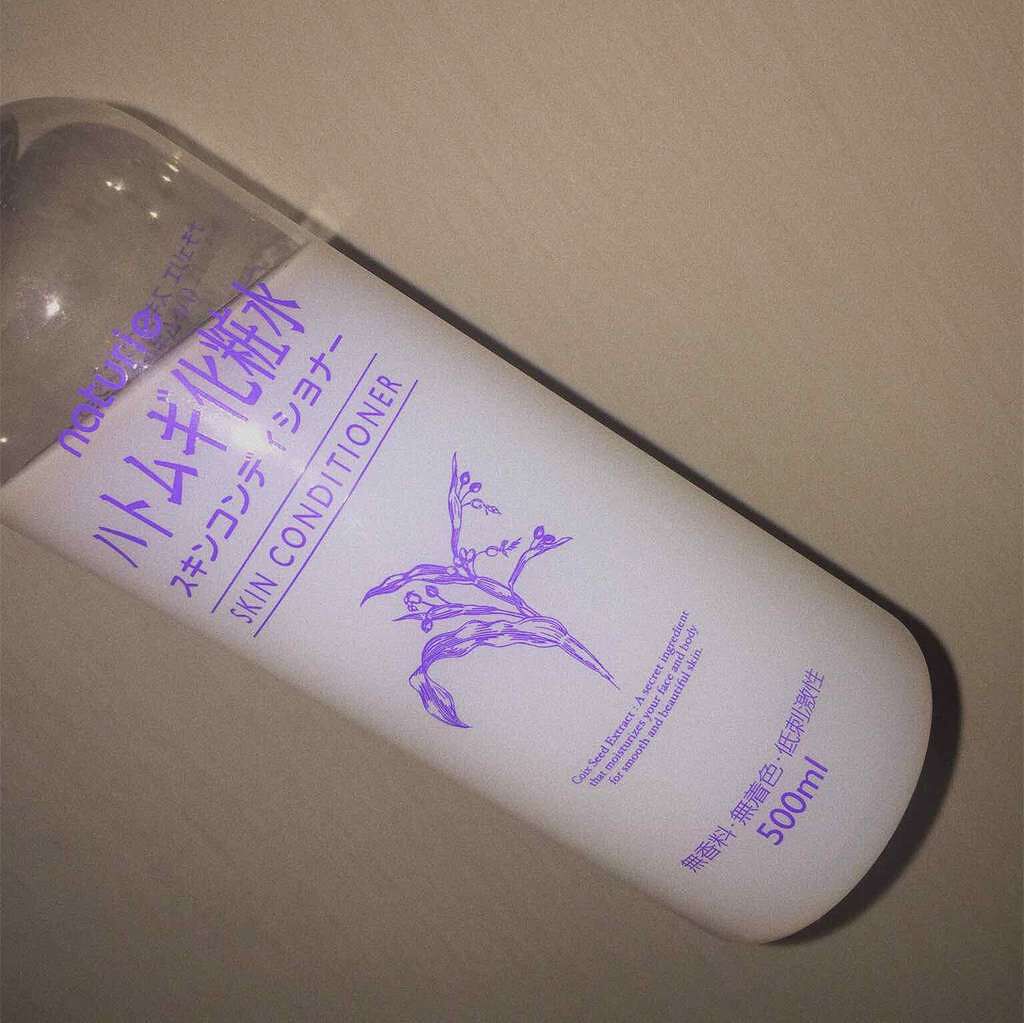 naturie
ハトムギ化粧水
スキンコンディショナー
SKIN CONDITIONER
Coix Seed Extract - A secret ingredient
that moisturizes your face and body
for smooth and beautiful skin.
無香料・無着色・低刺激性
500ml